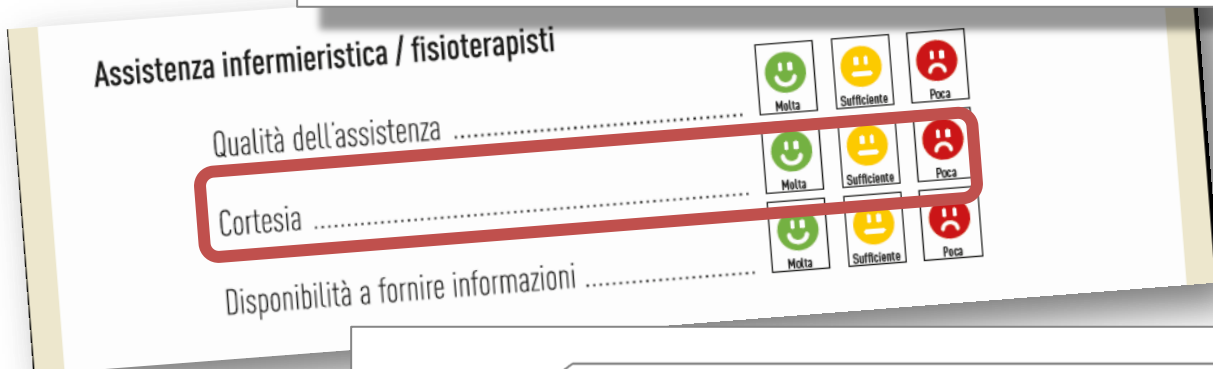 Assistenza infermieristica / fisioterapisti
Qualità dell'assistenza ........................................ Molta Sufficiente Poca
Cortesia ............................................................ Molta Sufficiente Poca
Disponibilità a fornire informazioni ....................... Molta Sufficiente Poca